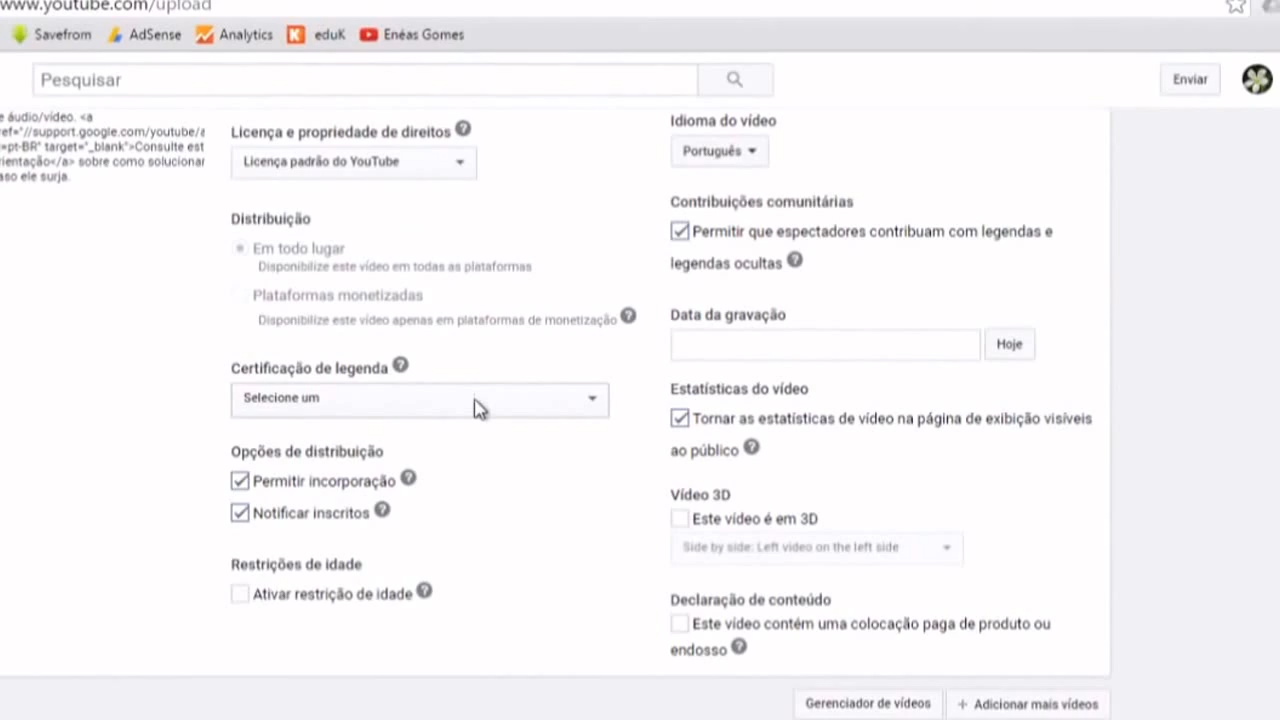 www.youtube.com/upload
Savefrom AdSense Analytics K eduK Enéas Gomes
Pesquisar
Enviar
e áudio/vídeo. <a
ef="//support.google.com/youtube/a
=pt-BR" target="_blank">Consulte est
ientação</a> sobre como solucionar
aso ele surja.
Licença e propriedade de direitos ?
Licença padrão do YouTube
Distribuição
Em todo lugar
Disponibilize este vídeo em todas as plataformas
Plataformas monetizadas
Disponibilize este vídeo apenas em plataformas de monetização ?
Certificação de legenda ?
Selecione um
Opções de distribuição
Permitir incorporação ?
Notificar inscritos ?
Restrições de idade
Ativar restrição de idade ?
Idioma do vídeo
Português
Contribuições comunitárias
Permitir que espectadores contribuam com legendas e
legendas ocultas ?
Data da gravação
Hoje
Estatísticas do vídeo
Tornar as estatísticas de vídeo na página de exibição visíveis
ao público ?
Vídeo 3D
Este vídeo é em 3D
Side by side: Left video on the left side
Declaração de conteúdo
Este vídeo contém uma colocação paga de produto ou
endosso ?
Gerenciador de vídeos
+ Adicionar mais vídeos